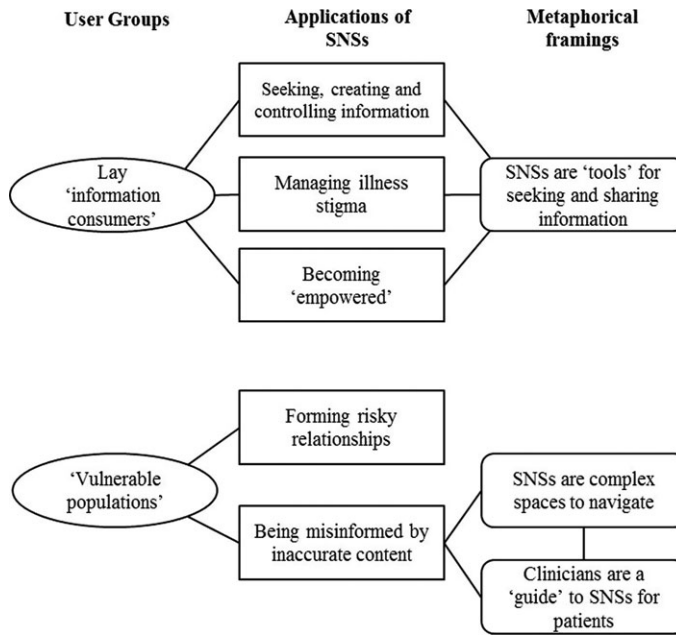 User Groups
Applications of
SNSs
Metaphorical
framings
Seeking, creating and
controlling information
Lay
‘information
consumers’
Managing illness
stigma
SNSs are ‘tools’ for
seeking and sharing
information
Becoming
‘empowered’
Forming risky
relationships
‘Vulnerable
populations’
SNSs are complex
spaces to navigate
Being misinformed by
inaccurate content
Clinicians are a
‘guide’ to SNSs for
patients